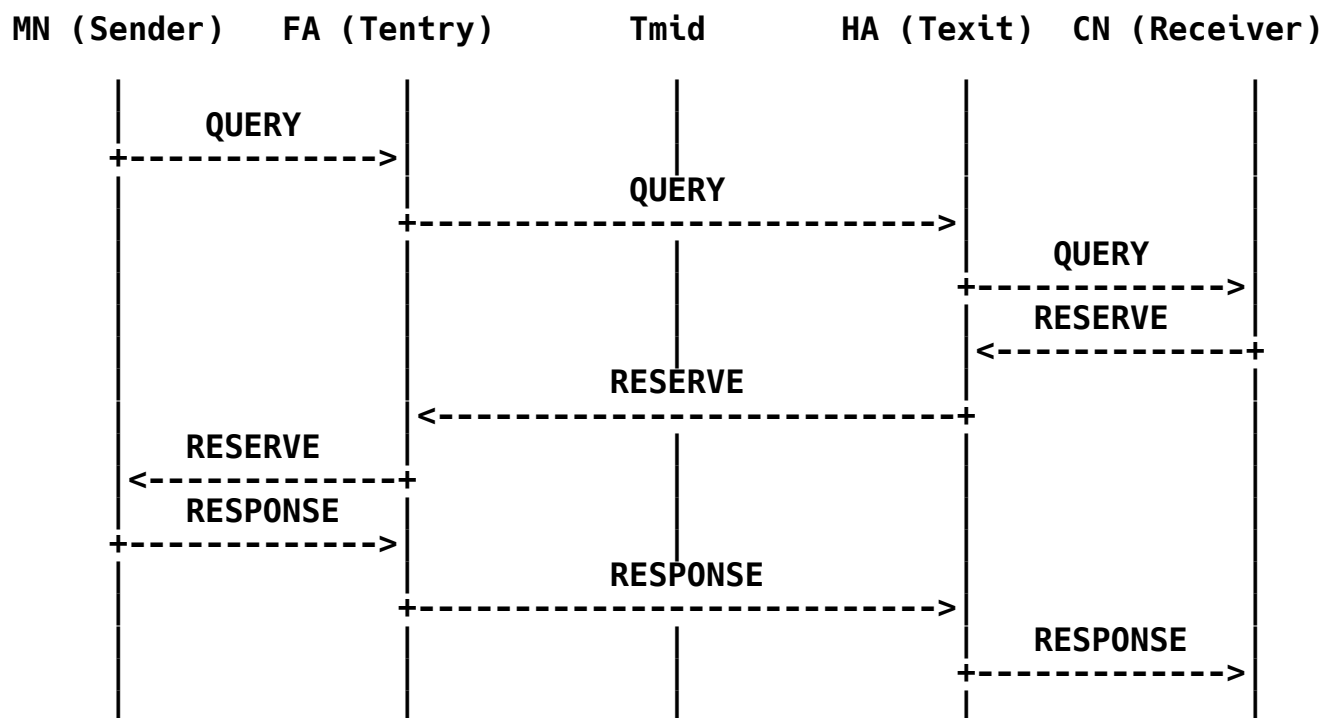 MN (Sender) FA (Tentry) Tmid HA (Texit) CN (Receiver)
QUERY
QUERY
QUERY
RESERVE
RESERVE
RESERVE
RESPONSE
RESPONSE
RESPONSE